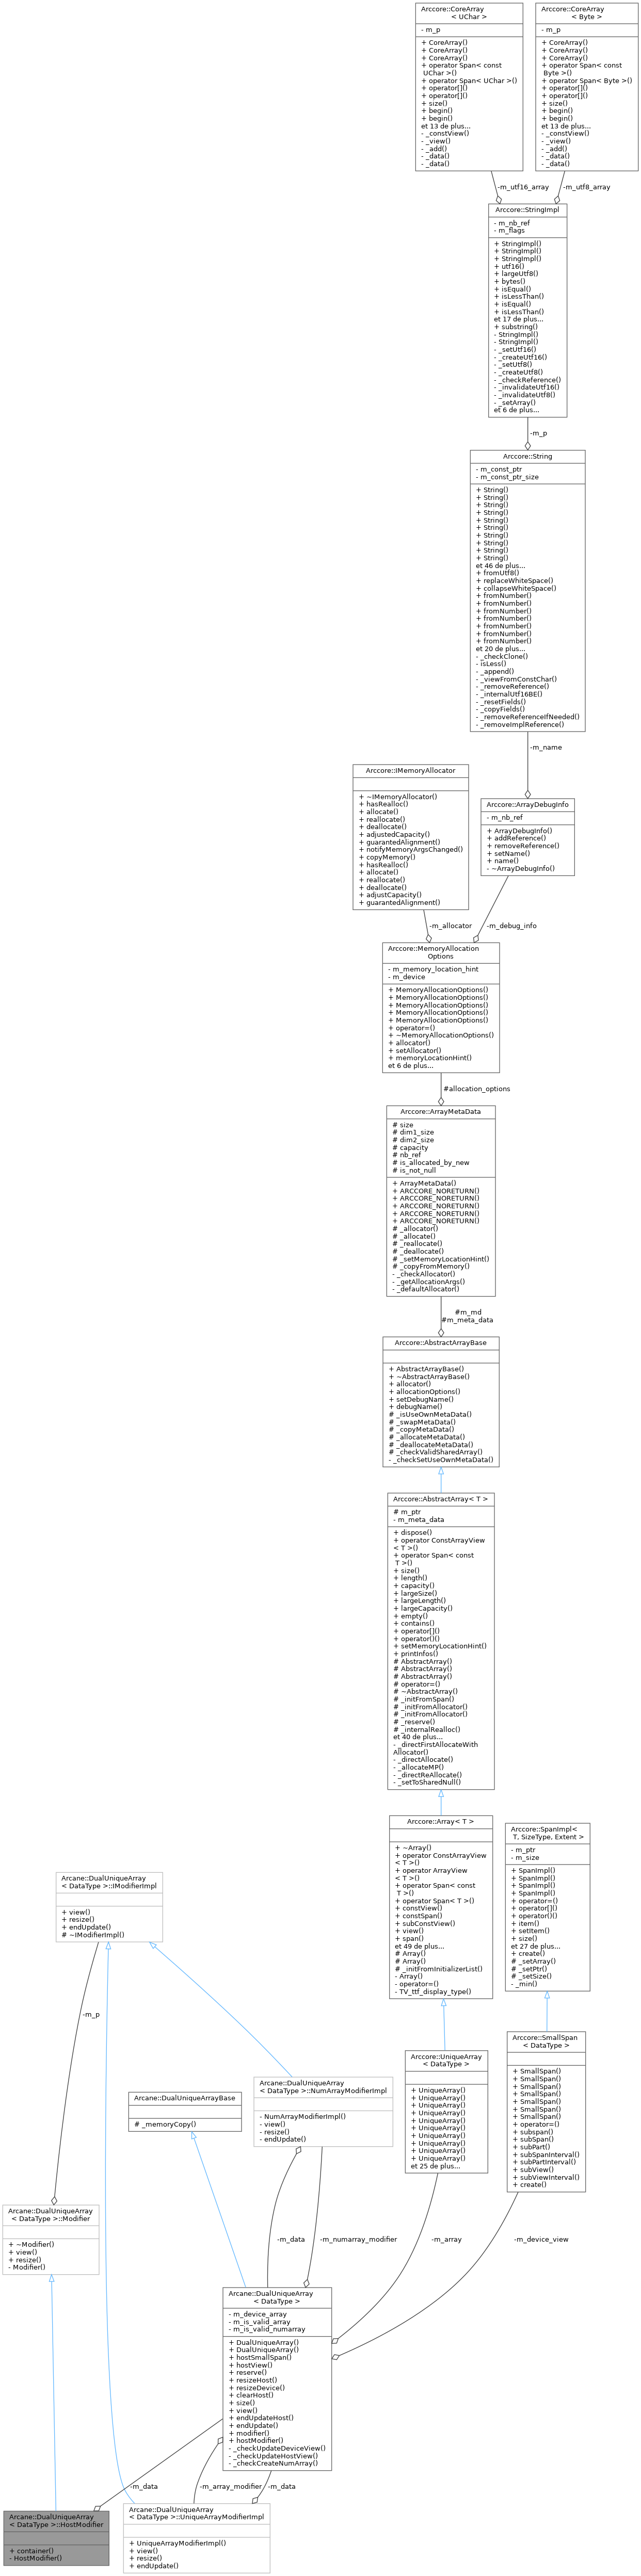 Arccore::CoreArray
< UChar >
- m_p
+ CoreArray()
+ CoreArray()
+ CoreArray()
+ operator Span< const
UChar >()
+ operator Span< UChar >()
+ operator[]()
+ operator[]()
+ size()
+ begin()
+ begin()
et 13 de plus...
- _constView()
- _view()
- _add()
- _data()
- _data()
Arccore::CoreArray
< Byte >
- m_p
+ CoreArray()
+ CoreArray()
+ CoreArray()
+ operator Span< const
Byte >()
+ operator Span< Byte >()
+ operator[]()
+ operator[]()
+ size()
+ begin()
+ begin()
et 13 de plus...
- _constView()
- _view()
- _add()
- _data()
- _data()
-m_utf16_array
-m_utf8_array
Arccore::StringImpl
- m_nb_ref
- m_flags
+ StringImpl()
+ StringImpl()
+ StringImpl()
+ utf16()
+ largeUtf8()
+ bytes()
+ isEqual()
+ isLessThan()
+ isEqual()
+ isLessThan()
et 17 de plus...
+ substring()
- StringImpl()
- StringImpl()
- _setUtf16()
- _createUtf16()
- _setUtf8()
- _createUtf8()
- _checkReference()
- _invalidateUtf16()
- _invalidateUtf8()
- _setArray()
et 6 de plus...
-m_p
Arccore::String
- m_const_ptr
- m_const_ptr_size
+ String()
+ String()
+ String()
+ String()
+ String()
+ String()
+ String()
+ String()
+ String()
+ String()
et 46 de plus...
+ fromUtf8()
+ replaceWhiteSpace()
+ collapseWhiteSpace()
+ fromNumber()
+ fromNumber()
+ fromNumber()
+ fromNumber()
+ fromNumber()
+ fromNumber()
+ fromNumber()
et 20 de plus...
- _checkClone()
- isLess()
- _append()
- _viewFromConstChar()
- _removeReference()
- _internalUtf16BE()
- _resetFields()
- _copyFields()
- _removeReferenceIfNeeded()
- _removeImplReference()
-m_name
Arccore::IMemoryAllocator
+ ~IMemoryAllocator()
+ hasRealloc()
+ allocate()
+ reallocate()
+ deallocate()
+ adjustedCapacity()
+ guarantedAlignment()
+ notifyMemoryArgsChanged()
+ copyMemory()
+ hasRealloc()
+ allocate()
+ reallocate()
+ deallocate()
+ adjustCapacity()
+ guarantedAlignment()
Arccore::ArrayDebugInfo
- m_nb_ref
+ ArrayDebugInfo()
+ addReference()
+ removeReference()
+ setName()
+ name()
- ~ArrayDebugInfo()
-m_allocator
-m_debug_info
Arccore::MemoryAllocation
Options
- m_memory_location_hint
- m_device
+ MemoryAllocationOptions()
+ MemoryAllocationOptions()
+ MemoryAllocationOptions()
+ MemoryAllocationOptions()
+ MemoryAllocationOptions()
+ operator=()
+ ~MemoryAllocationOptions()
+ allocator()
+ setAllocator()
+ memoryLocationHint()
et 6 de plus...
#allocation_options
Arccore::ArrayMetaData
# size
# dim1_size
# dim2_size
# capacity
# nb_ref
# is_allocated_by_new
# is_not_null
+ ArrayMetaData()
+ ARCCORE_NORETURN()
+ ARCCORE_NORETURN()
+ ARCCORE_NORETURN()
+ ARCCORE_NORETURN()
+ ARCCORE_NORETURN()
# _allocator()
# _allocate()
# _reallocate()
# _deallocate()
# _setMemoryLocationHint()
# _copyFromMemory()
- _checkAllocator()
- _getAllocationArgs()
- _defaultAllocator()
#m_md
#m_meta_data
Arccore::AbstractArrayBase
+ AbstractArrayBase()
+ ~AbstractArrayBase()
+ allocator()
+ allocationOptions()
+ setDebugName()
+ debugName()
# _isUseOwnMetaData()
# _swapMetaData()
# _copyMetaData()
# _allocateMetaData()
# _deallocateMetaData()
# _checkValidSharedArray()
- _checkSetUseOwnMetaData()
Arccore::AbstractArray< T >
# m_ptr
- m_meta_data
+ dispose()
+ operator ConstArrayView
< T >()
+ operator Span< const
T >()
+ size()
+ length()
+ capacity()
+ largeSize()
+ largeLength()
+ largeCapacity()
+ empty()
+ contains()
+ operator[]()
+ operator()()
+ setMemoryLocationHint()
+ printInfos()
# AbstractArray()
# AbstractArray()
# AbstractArray()
# operator=()
# ~AbstractArray()
# _initFromSpan()
# _initFromAllocator()
# _initFromAllocator()
# _reserve()
# _internalRealloc()
et 40 de plus...
- _directFirstAllocateWith
Allocator()
- _directAllocate()
- _allocateMP()
- _directReAllocate()
- _setToSharedNull()
Arccore::Array< T >
+ ~Array()
+ operator ConstArrayView
< T >()
+ operator ArrayView
< T >()
+ operator Span< const
T >()
+ operator Span< T >()
+ constView()
+ constSpan()
+ subConstView()
+ view()
+ span()
et 49 de plus...
# Array()
# Array()
# _initFromInitializerList()
- Array()
- operator=()
- TV_ttf_display_type()
Arccore::SpanImpl<
T, SizeType, Extent >
- m_ptr
- m_size
+ SpanImpl()
+ SpanImpl()
+ SpanImpl()
+ SpanImpl()
+ operator=()
+ operator[]()
+ operator()()
+ item()
+ setItem()
+ size()
et 27 de plus...
+ create()
# _setArray()
# _setPtr()
# _setSize()
- _min()
Arcane::DualUniqueArray
< DataType >::IModifierImpl
+ view()
+ resize()
+ endUpdate()
# ~IModifierImpl()
-m_p
Arccore::SmallSpan
< DataType >
+ SmallSpan()
+ SmallSpan()
+ SmallSpan()
+ SmallSpan()
+ SmallSpan()
+ SmallSpan()
+ SmallSpan()
+ operator=()
+ subspan()
+ subSpan()
+ subPart()
+ subSpanInterval()
+ subPartInterval()
+ subView()
+ subViewInterval()
+ create()
Arccore::UniqueArray
< DataType >
+ UniqueArray()
+ UniqueArray()
+ UniqueArray()
+ UniqueArray()
+ UniqueArray()
+ UniqueArray()
+ UniqueArray()
+ UniqueArray()
+ UniqueArray()
+ UniqueArray()
et 25 de plus...
Arcane::DualUniqueArray
< DataType >::NumArrayModifierImpl
- NumArrayModifierImpl()
- view()
- resize()
- endUpdate()
Arcane::DualUniqueArrayBase
# _memoryCopy()
Arcane::DualUniqueArray
< DataType >::Modifier
+ ~Modifier()
+ view()
+ resize()
- Modifier()
-m_data
-m_numarray_modifier
-m_array
-m_device_view
Arcane::DualUniqueArray
< DataType >
- m_device_array
- m_is_valid_array
- m_is_valid_numarray
+ DualUniqueArray()
+ DualUniqueArray()
+ hostSmallSpan()
+ hostView()
+ reserve()
+ resizeHost()
+ resizeDevice()
+ clearHost()
+ size()
+ view()
+ endUpdateHost()
+ endUpdate()
+ modifier()
+ hostModifier()
- _checkUpdateDeviceView()
- _checkUpdateHostView()
- _checkCreateNumArray()
-m_data
-m_array_modifier
-m_data
Arcane::DualUniqueArray
< DataType >::HostModifier
+ container()
- HostModifier()
Arcane::DualUniqueArray
< DataType >::UniqueArrayModifierImpl
+ UniqueArrayModifierImpl()
+ view()
+ resize()
+ endUpdate()